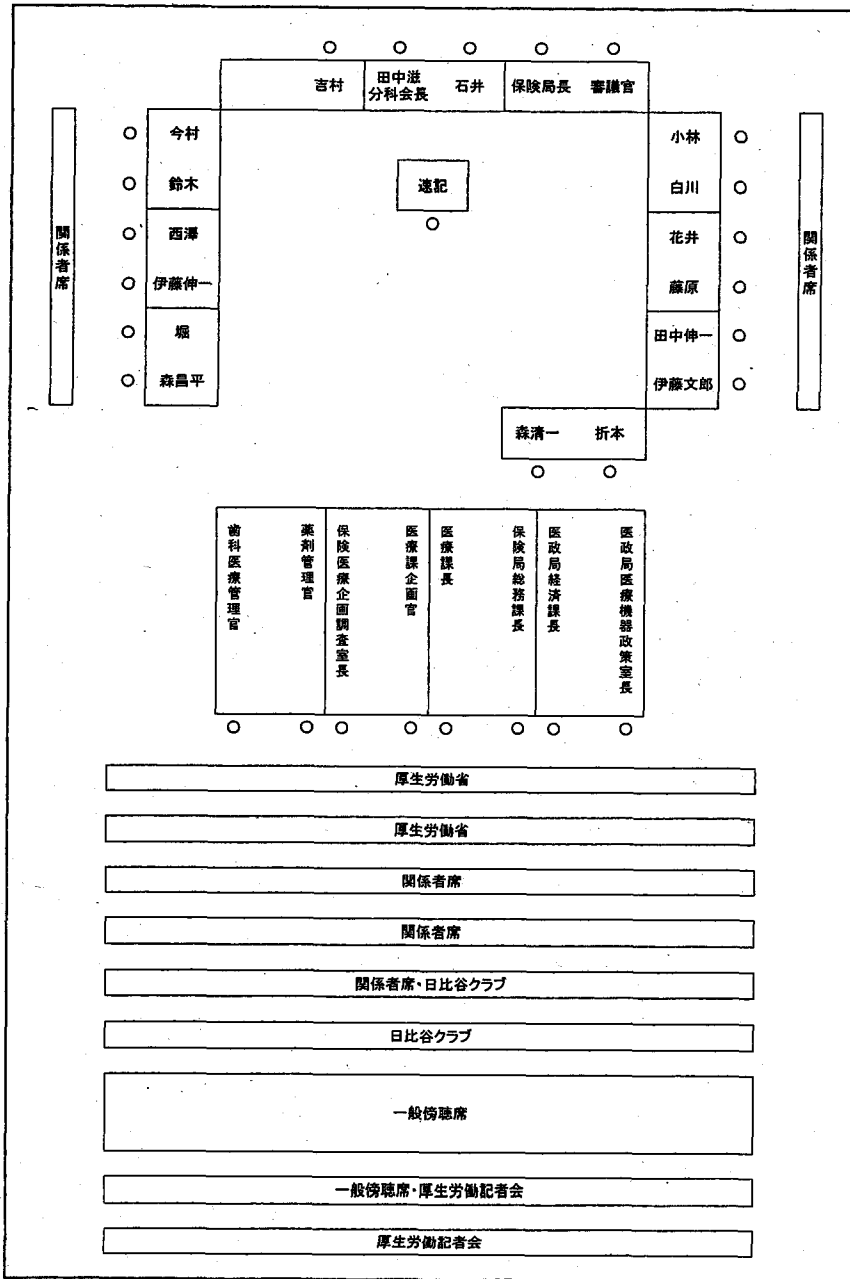 吉村
田中滋
分科会長
石井
保険局長
審議官
今村
鈴木
西澤
伊藤伸一
堀
森昌平
関係者席
速記
小林
白川
花井
藤原
田中伸一
伊藤文郎
関係者席
森清一
折本
歯科医療管理官
薬剤管理官
保険医療企画調査室長
医療課企画官
医療課長
保険局総務課長
医政局経済課長
医政局医療機器政策室長
厚生労働省
厚生労働省
関係者席
関係者席
関係者席・日比谷クラブ
日比谷クラブ
一般傍聴席
一般傍聴席・厚生労働記者会
厚生労働記者会